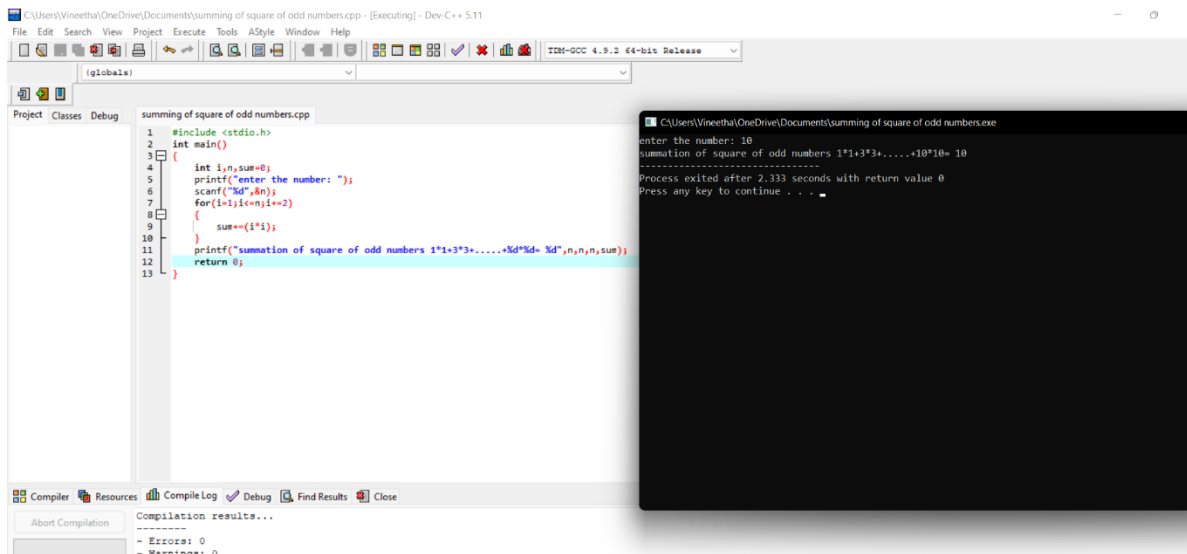 C:\Users\Vineetha\OneDrive\Documents\summing of square of odd numbers.cpp - [Executing] - Dev-C++ 5.11
File Edit Search View Project Execute Tools AStyle Window Help
TDM-GCC 4.9.2 64-bit Release
(globals)
Project Classes Debug
summing of square of odd numbers.cpp
1 #include <stdio.h>
2 int main()
3 {
4 int i,n,sum=0;
5 printf("enter the number: ");
6 scanf("%d",&n);
7 for(i=1;i<=n;i+=2)
8 {
9 sum+=(i*i);
10 }
11 printf("summation of square of odd numbers 1*1+3*3+.....+%d*%d= %d",n,n,n,sum);
12 return 0;
13 }
C:\Users\Vineetha\OneDrive\Documents\summing of square of odd numbers.exe
enter the number: 10
summation of square of odd numbers 1*1+3*3+.....+10*10= 10
--------------------------------
Process exited after 2.333 seconds with return value 0
Press any key to continue . . .
Compiler Resources Compile Log Debug Find Results Close
Abort Compilation
Compilation results...
--------
- Errors: 0
- Warnings: 0